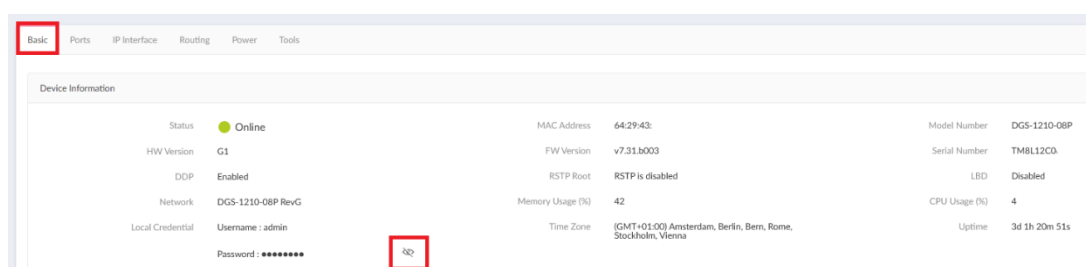 Basic Ports IP Interface Routing Power Tools
Device Information
Status Online MAC Address 64:29:43: Model Number DGS-1210-08P
HW Version G1 FW Version v7.31.b003 Serial Number TM8L12C0
DDP Enabled RSTP Root RSTP is disabled LBD Disabled
Network DGS-1210-08P RevG Memory Usage (%) 42 CPU Usage (%) 4
Local Credential Username : admin Time Zone (GMT+01:00) Amsterdam, Berlin, Bern, Rome, Uptime 3d 1h 20m 51s
Stockholm, Vienna
Password : ●●●●●●●●